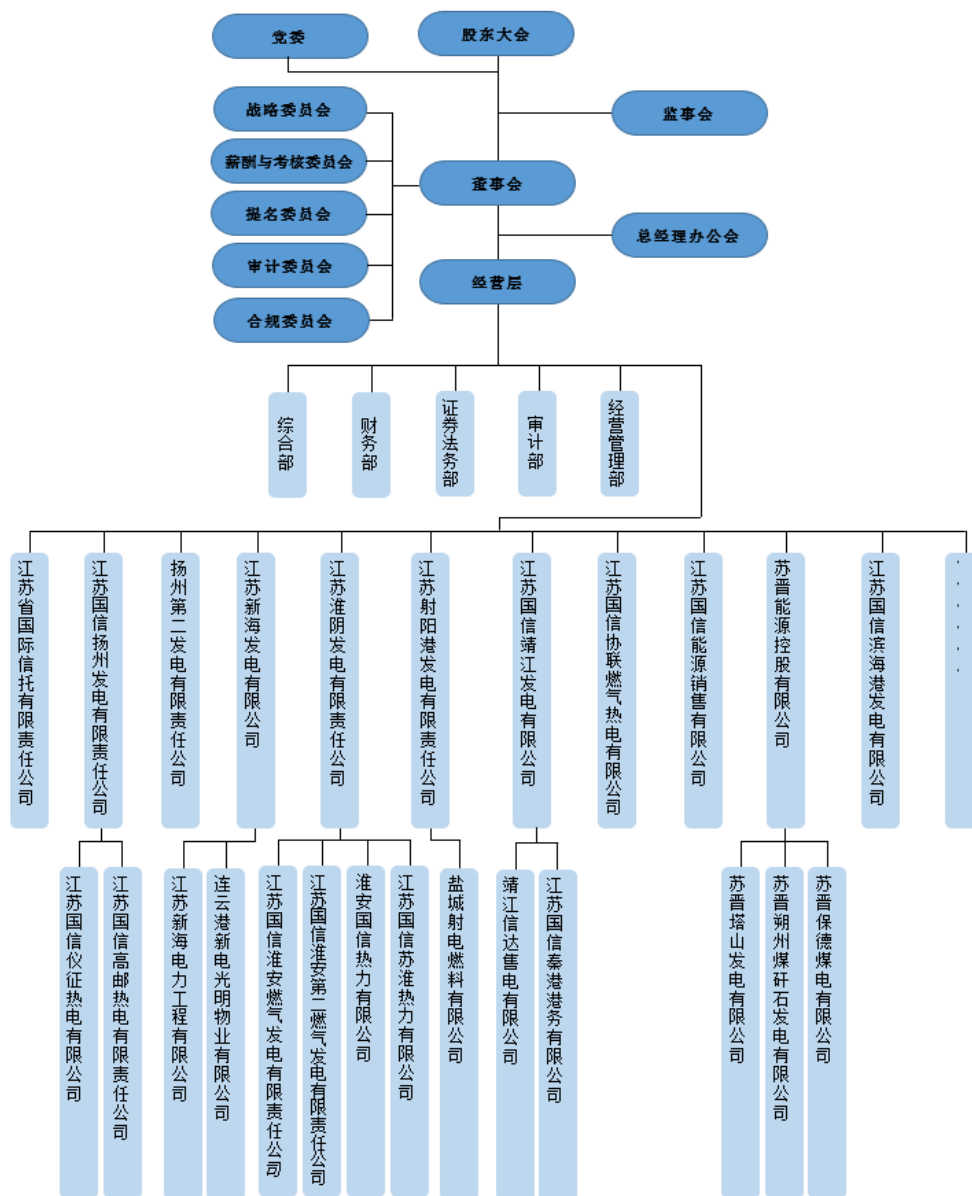 党委
股东大会
战略委员会
监事会
薪酬与考核委员会
董事会
提名委员会
总经理办公会
审计委员会
经营层
合规委员会
综合部
财务部
证券法务部
审计部
经营管理部
江苏省国际信托有限责任公司
江苏国信扬州发电有限责任公司
扬州第二发电有限责任公司
江苏新海发电有限公司
江苏淮阴发电有限责任公司
江苏射阳港发电有限责任公司
江苏国信靖江发电有限公司
江苏国信协联燃气热电有限公司
江苏国信能源销售有限公司
苏晋能源控股有限公司
江苏国信滨海港发电有限公司
......
江苏国信仪征热电有限公司
江苏国信高邮热电有限责任公司
江苏新海电力工程有限公司
连云港新电光明物业有限公司
江苏国信淮安燃气发电有限责任公司
江苏国信淮安第二燃气发电有限责任公司
淮安国信热力有限公司
江苏国信苏淮热力有限公司
盐城射电燃料有限公司
靖江信达售电有限公司
江苏国信秦港港务有限公司
苏晋塔山发电有限公司
苏晋朔州煤矸石发电有限公司
苏晋保德煤电有限公司